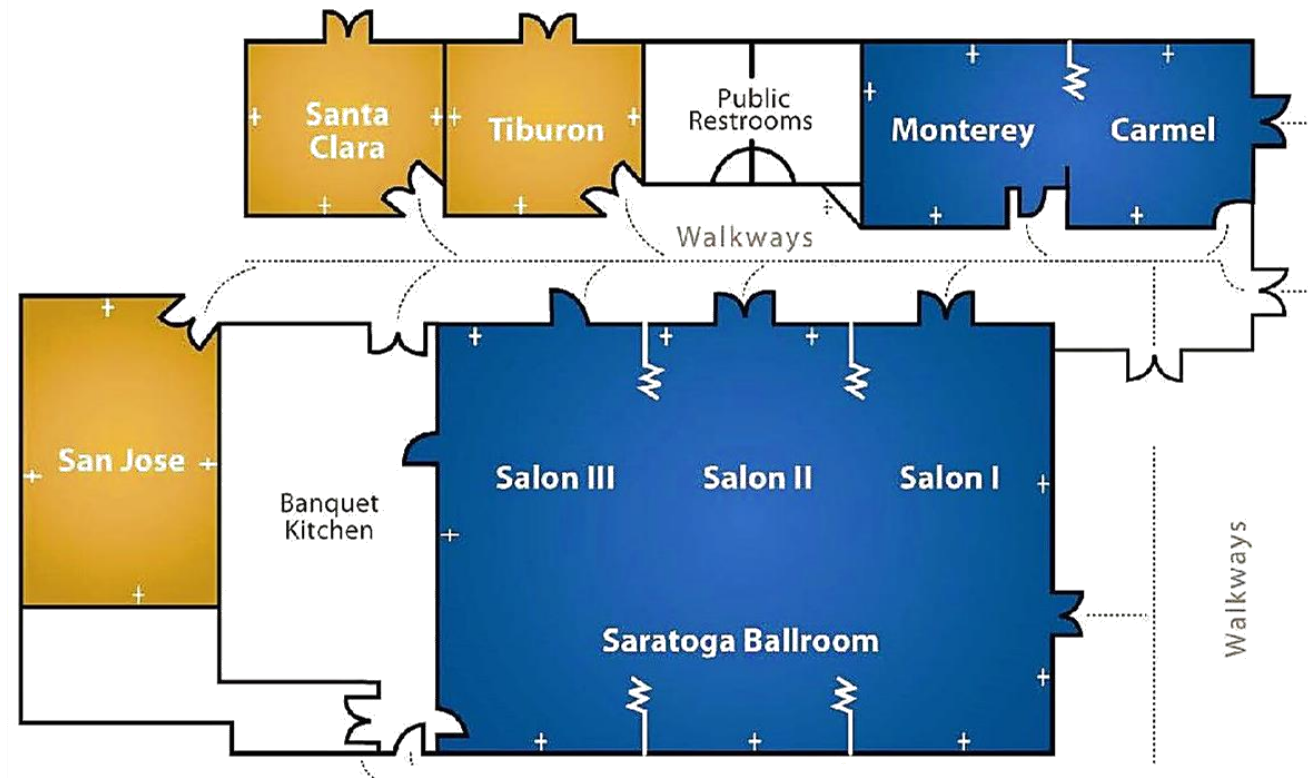 Santa
Clara
Tiburon
Public
Restrooms
Monterey
Carmel
Walkways
San Jose
Banquet
Kitchen
Salon III
Salon II
Salon I
Saratoga Ballroom
Walkways